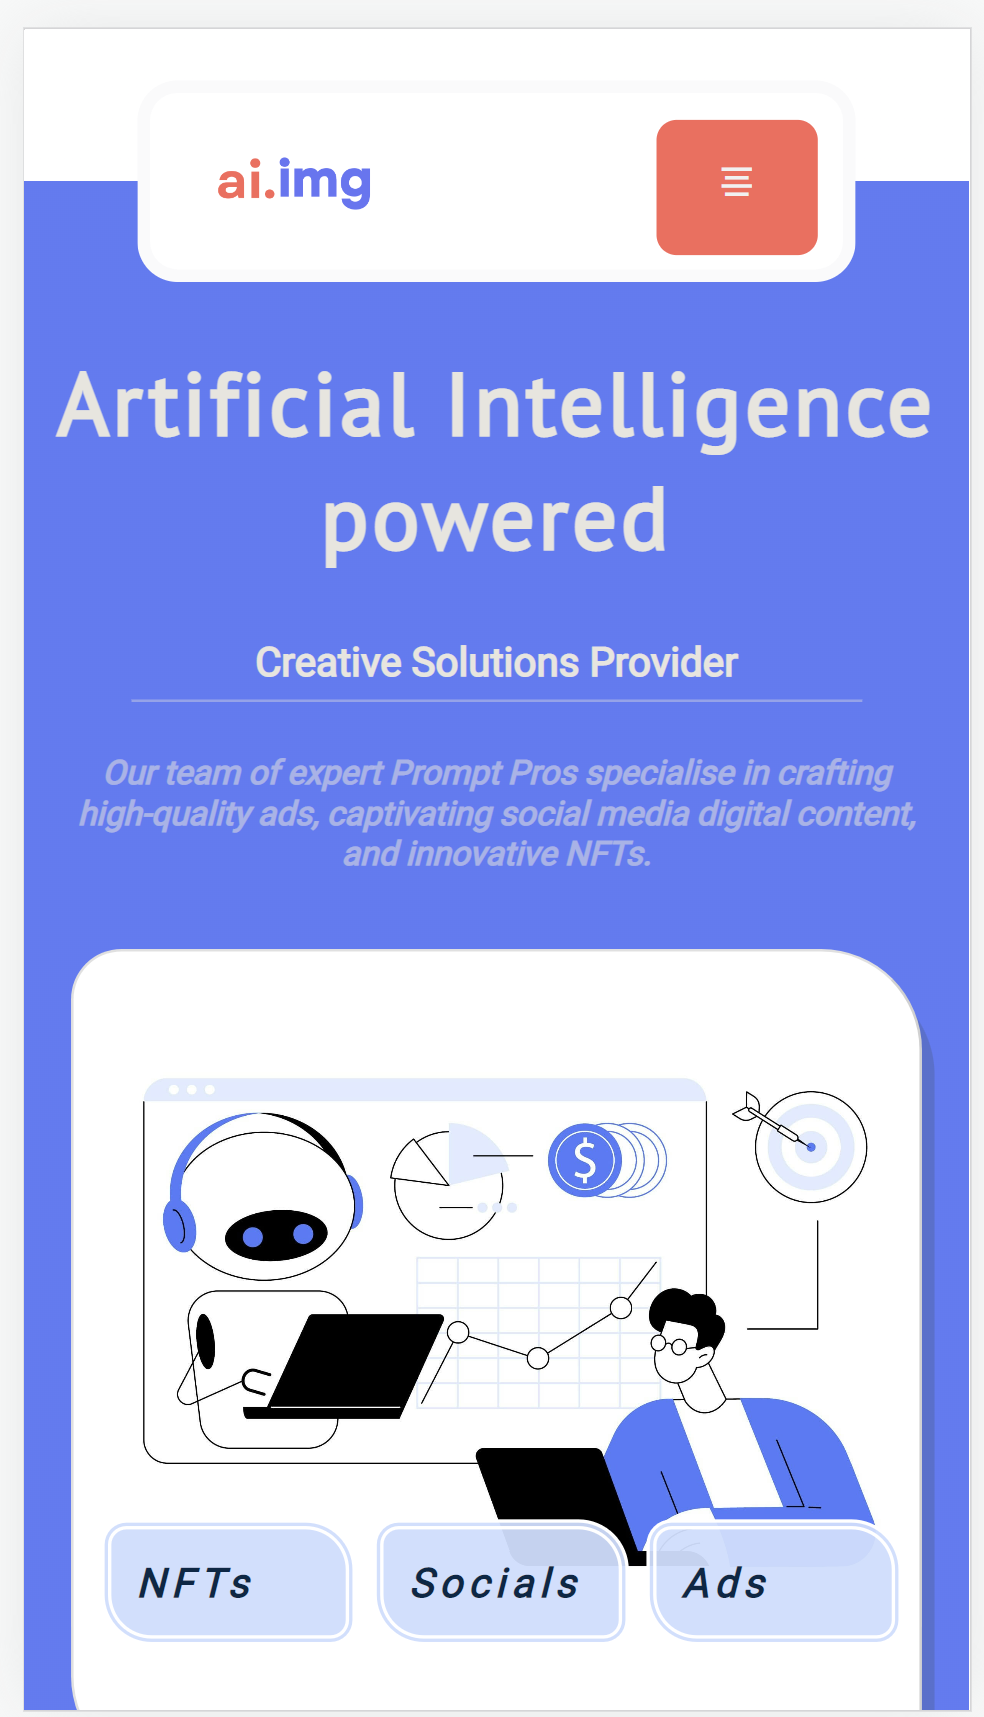 ai.img
Artificial Intelligence
powered
Creative Solutions Provider
Our team of expert Prompt Pros specialise in crafting
high-quality ads, captivating social media digital content,
and innovative NFTs.
$
NFTs
Socials
Ads